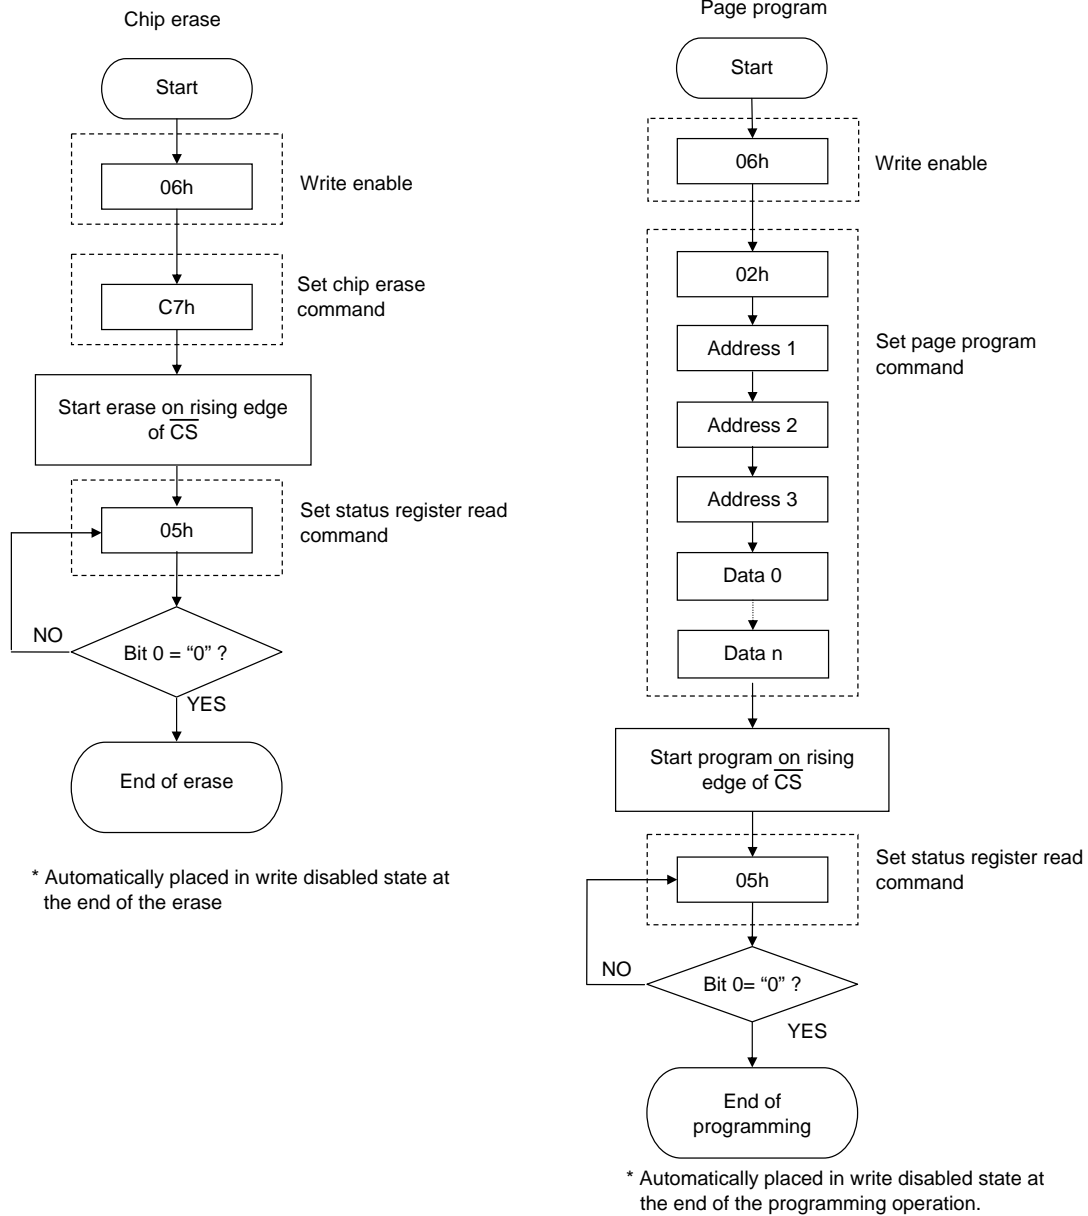 Chip erase
Start
06h
Write enable
C7h
Set chip erase
command
Start erase on rising edge
of C̅S̅
05h
Set status register read
command
NO
Bit 0 = “0” ?
YES
End of erase
* Automatically placed in write disabled state at
the end of the erase
Page program
Start
06h
Write enable
02h
Address 1
Set page program
command
Address 2
Address 3
Data 0
Data n
Start program on rising
edge of C̅S̅
05h
Set status register read
command
NO
Bit 0= “0” ?
YES
End of
programming
* Automatically placed in write disabled state at
the end of the programming operation.